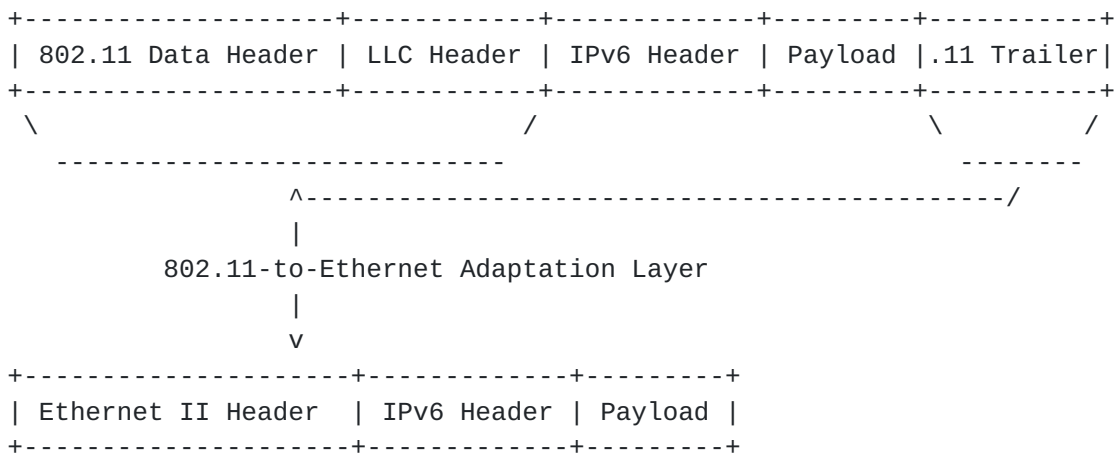 +--------------------+------------+-------------+---------+-----------+
| 802.11 Data Header | LLC Header | IPv6 Header | Payload |.11 Trailer|
+--------------------+------------+-------------+---------+-----------+
 \                               /                         \         /
   -----------------------------                             --------
                  ^---------------------------------------------/
                  |
          802.11-to-Ethernet Adaptation Layer
                  |
                  v
+---------------------+-------------+---------+
| Ethernet II Header  | IPv6 Header | Payload |
+---------------------+-------------+---------+